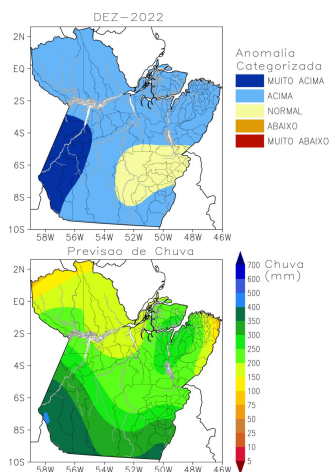 DEZ-2022
2N
EQ
2S
4S
6S
8S
10S
58W 56W 54W 52W 50W 48W 46W
Anomalia
Categorizada
MUITO ACIMA
ACIMA
NORMAL
ABAIXO
MUITO ABAIXO
Previsao de Chuva
2N
EQ
2S
4S
6S
8S
10S
58W 56W 54W 52W 50W 48W 46W
Chuva
(mm)
700
600
500
400
350
300
250
200
150
100
75
50
25
10
5